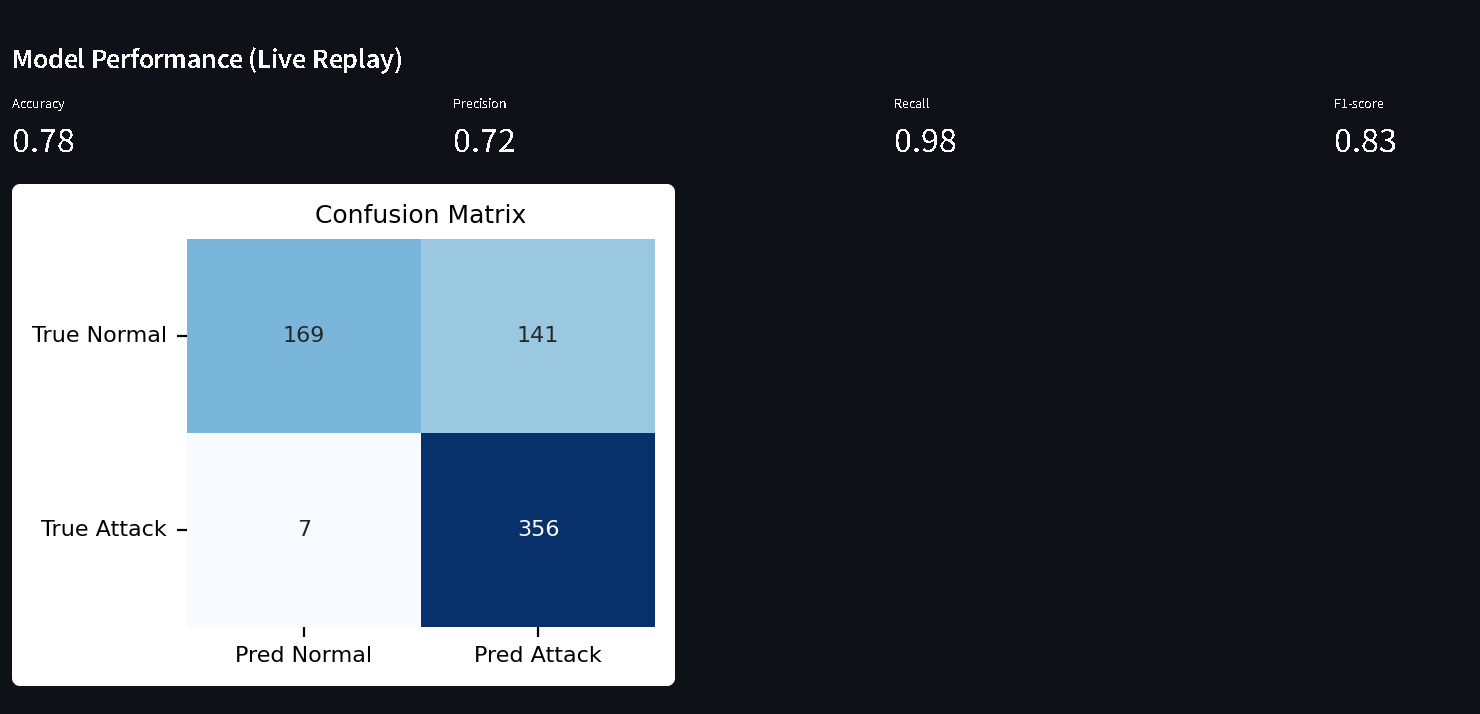 Model Performance (Live Replay)
Accuracy
0.78
Precision
0.72
Recall
0.98
F1-score
0.83
Confusion Matrix
True Normal
169
141
True Attack
7
356
Pred Normal
Pred Attack